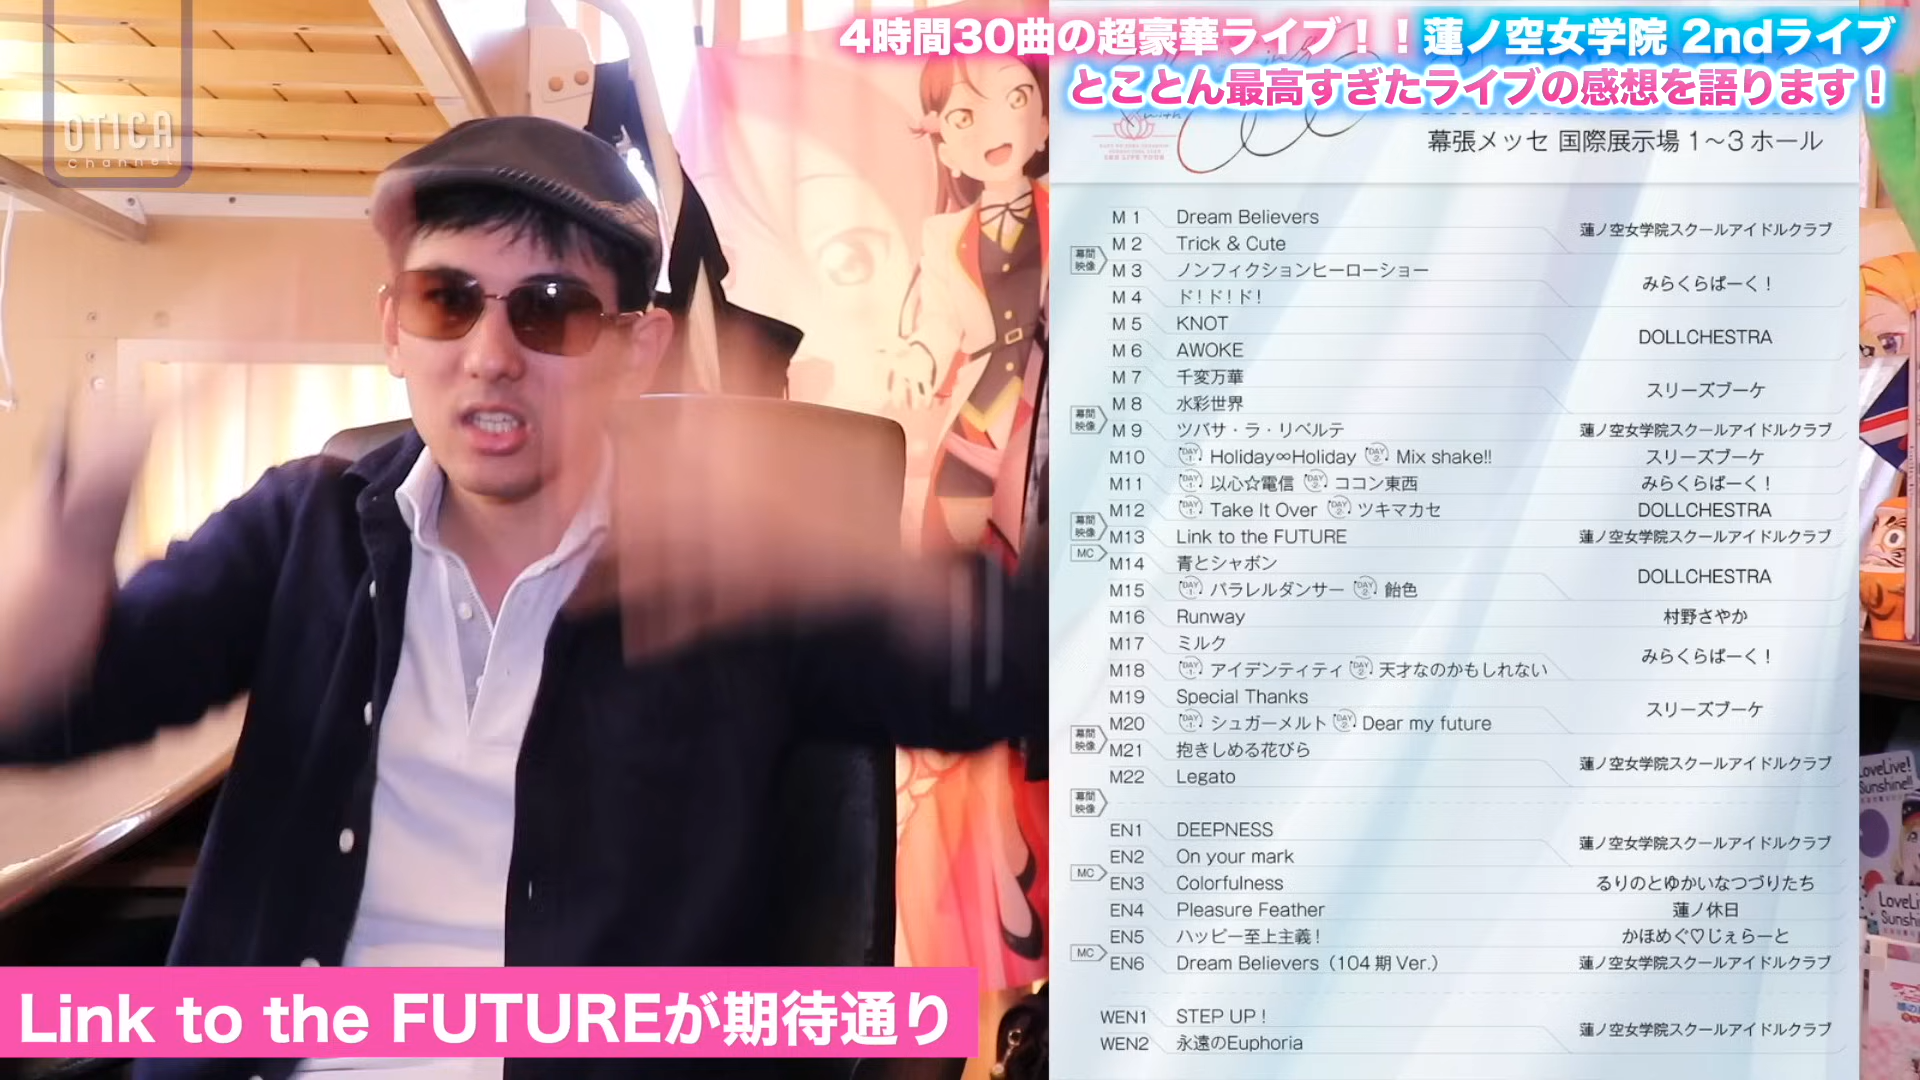 4時間30曲の超豪華ライブ！！蓮ノ空女学院 2ndライブ
とことん最高すぎたライブの感想を語ります！
OTICA
Channel
幕張メッセ 国際展示場 1～3 ホール
M 1 Dream Believers 蓮ノ空女学院スクールアイドルクラブ
M 2 Trick & Cute
幕間映像
M 3 ノンフィクションヒーローショー みらくらぱーく！
M 4 ド！ド！ド！
M 5 KNOT DOLLCHESTRA
M 6 AWOKE
M 7 千変万華 スリーズブーケ
M 8 水彩世界
幕間映像
M 9 ツバサ・ラ・リベルテ 蓮ノ空女学院スクールアイドルクラブ
M10 DAY1 Holiday∞Holiday DAY2 Mix shake!! スリーズブーケ
M11 DAY1 以心☆電信 DAY2 ココン東西 みらくらぱーく！
M12 DAY1 Take It Over DAY2 ツキマカセ DOLLCHESTRA
幕間映像
M13 Link to the FUTURE 蓮ノ空女学院スクールアイドルクラブ
MC
M14 青とシャボン DOLLCHESTRA
M15 DAY1 パラレルダンサー DAY2 飴色
M16 Runway 村野さやか
M17 ミルク みらくらぱーく！
M18 DAY1 アイデンティティ DAY2 天才なのかもしれない
M19 Special Thanks スリーズブーケ
M20 DAY1 シュガーメルト DAY2 Dear my future
幕間映像
M21 抱きしめる花びら 蓮ノ空女学院スクールアイドルクラブ
M22 Legato
幕間映像
EN1 DEEPNESS 蓮ノ空女学院スクールアイドルクラブ
EN2 On your mark
MC
EN3 Colorfulness るりのとゆかいなつづりたち
EN4 Pleasure Feather 蓮ノ休日
EN5 ハッピー至上主義！ かほめぐ♡じぇらーと
MC
EN6 Dream Believers（104期 Ver.） 蓮ノ空女学院スクールアイドルクラブ
WEN1 STEP UP！ 蓮ノ空女学院スクールアイドルクラブ
WEN2 永遠のEuphoria
LoveLive!
Sunshine!!
Link to the FUTUREが期待通り